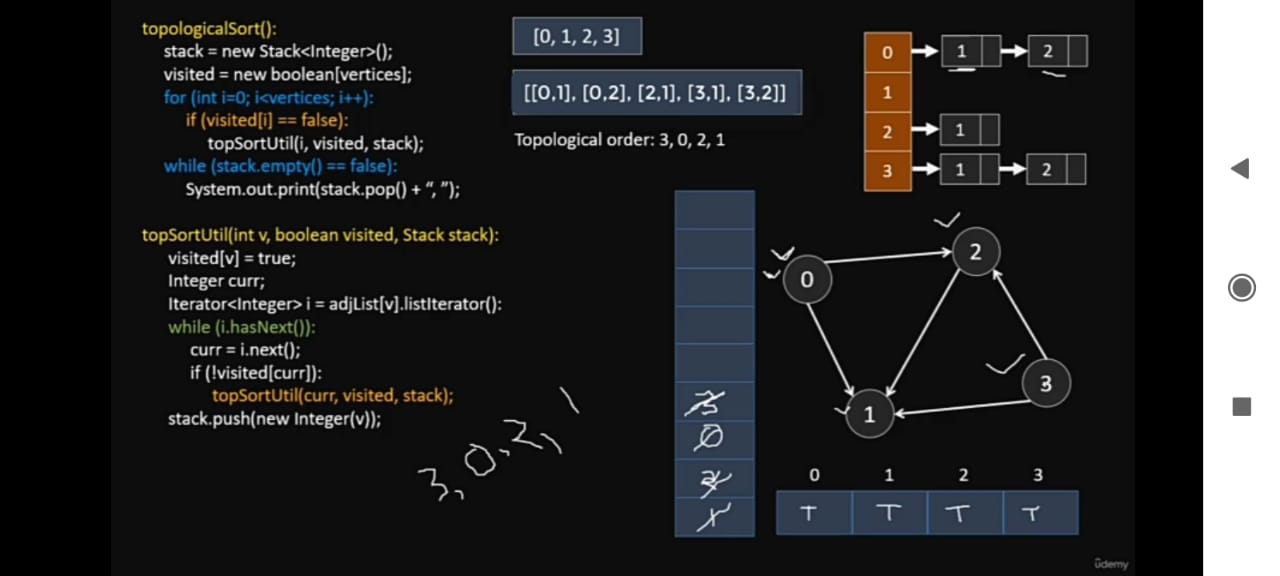 topologicalSort():
stack = new Stack<Integer>();
visited = new boolean[vertices];
for (int i=0; i<vertices; i++):
if (visited[i] == false):
topSortUtil(i, visited, stack);
while (stack.empty() == false):
System.out.print(stack.pop() + “, ”);
topSortUtil(int v, boolean visited, Stack stack):
visited[v] = true;
Integer curr;
Iterator<Integer> i = adjList[v].listIterator():
while (i.hasNext()):
curr = i.next();
if (!visited[curr]):
topSortUtil(curr, visited, stack);
stack.push(new Integer(v));
3, 0, 2, 1
[0, 1, 2, 3]
[[0,1], [0,2], [2,1], [3,1], [3,2]]
Topological order: 3, 0, 2, 1
3
0
2
1
0 1 2
1
2 1
3 1 2
2
0
3
1
0 1 2 3
T T T T
ûdemy